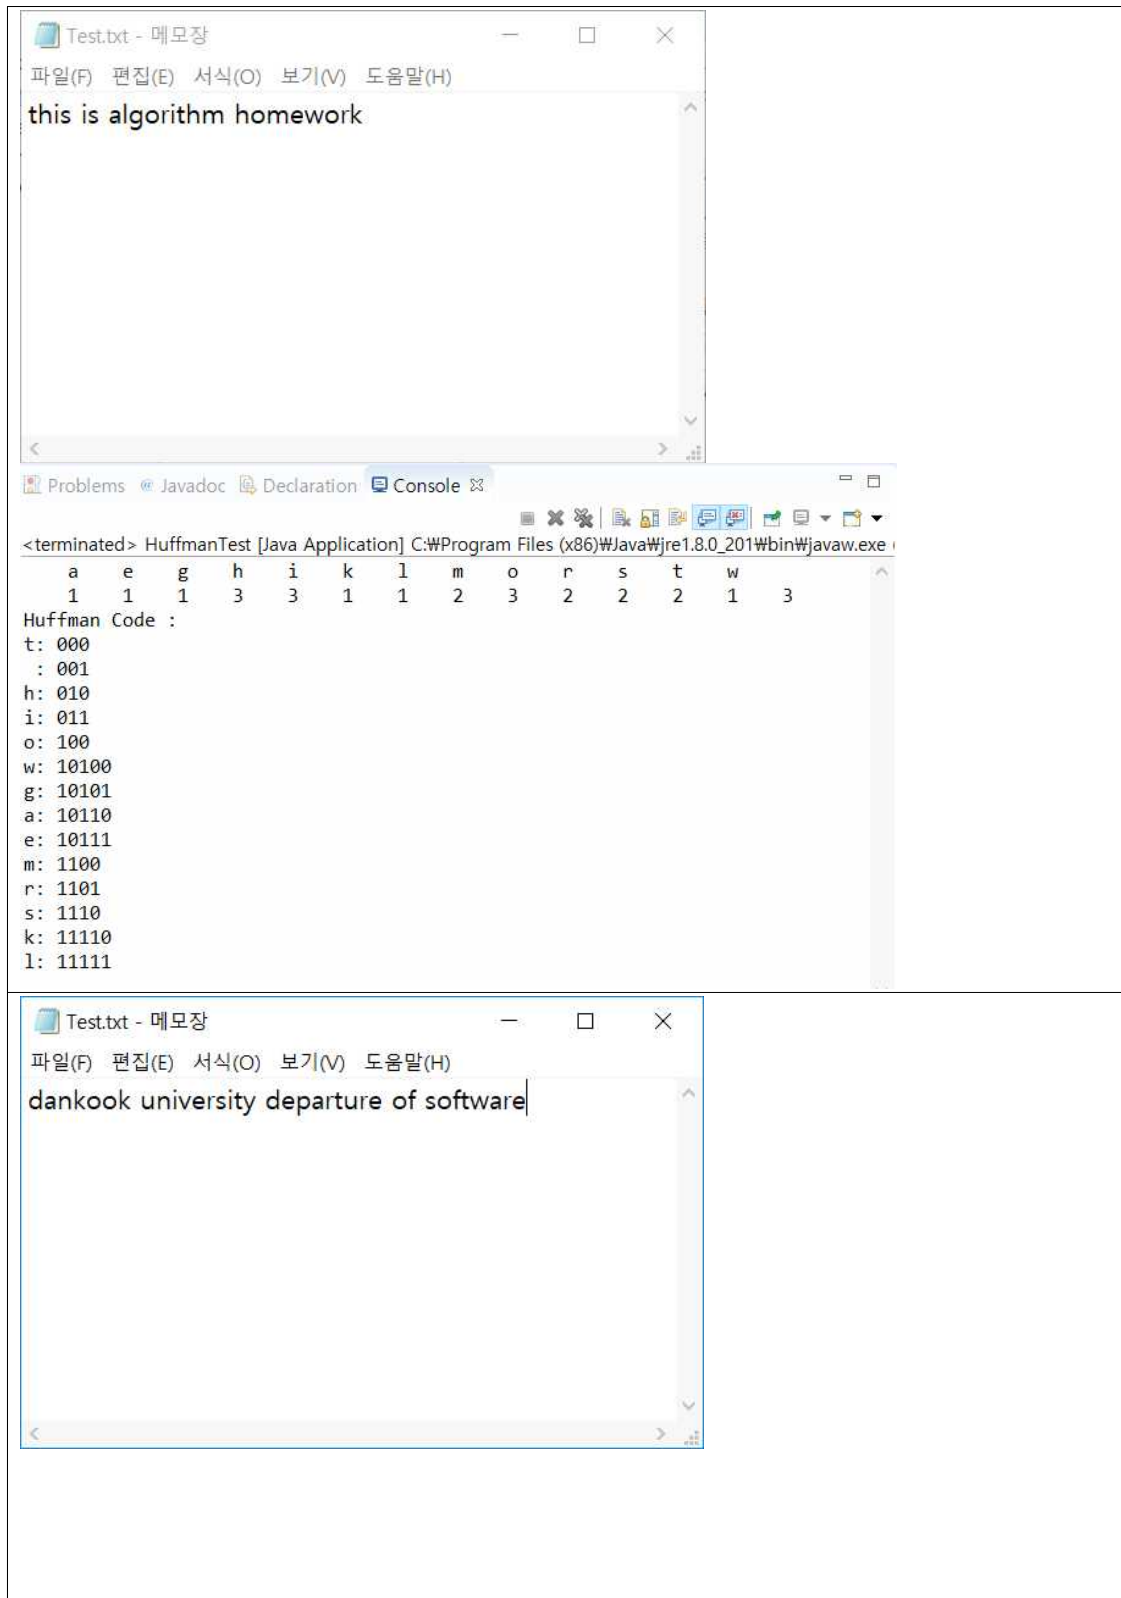 Test.txt - 메모장
파일(F) 편집(E) 서식(O) 보기(V) 도움말(H)
this is algorithm homework
Problems @ Javadoc Declaration Console
<terminated> HuffmanTest [Java Application] C:₩Program Files (x86)₩Java₩jre1.8.0_201₩bin₩javaw.exe (
a e g h i k l m o r s t w
1 1 1 3 3 1 1 2 3 2 2 2 1 3
Huffman Code :
t: 000
: 001
h: 010
i: 011
o: 100
w: 10100
g: 10101
a: 10110
e: 10111
m: 1100
r: 1101
s: 1110
k: 11110
l: 11111
Test.txt - 메모장
파일(F) 편집(E) 서식(O) 보기(V) 도움말(H)
dankook university departure of software